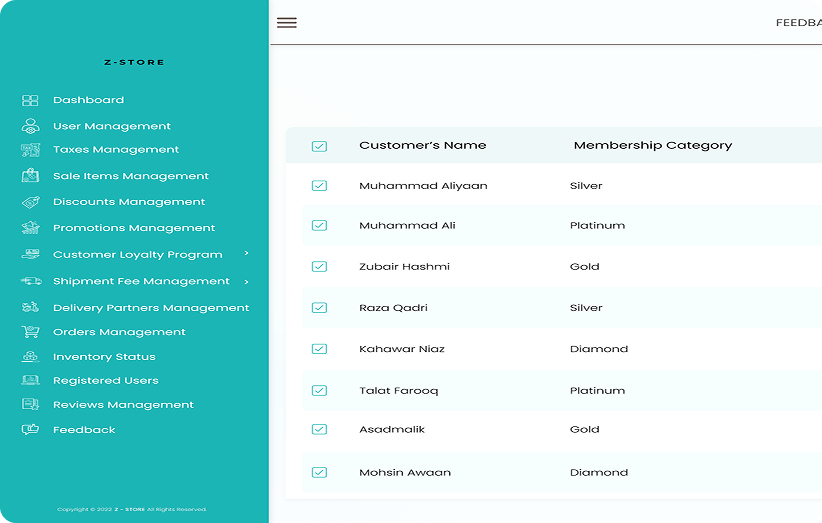 Z-STORE
Dashboard
User Management
Taxes Management
Sale Items Management
Discounts Management
Promotions Management
Customer Loyalty Program
Shipment Fee Management
Delivery Partners Management
Orders Management
Inventory Status
Registered Users
Reviews Management
Feedback
Copyright © 2022 Z - STORE All Rights Reserved.
FEEDBA
Customer's Name Membership Category
Muhammad Aliyaan Silver
Muhammad Ali Platinum
Zubair Hashmi Gold
Raza Qadri Silver
Kahawar Niaz Diamond
Talat Farooq Platinum
Asadmalik Gold
Mohsin Awaan Diamond